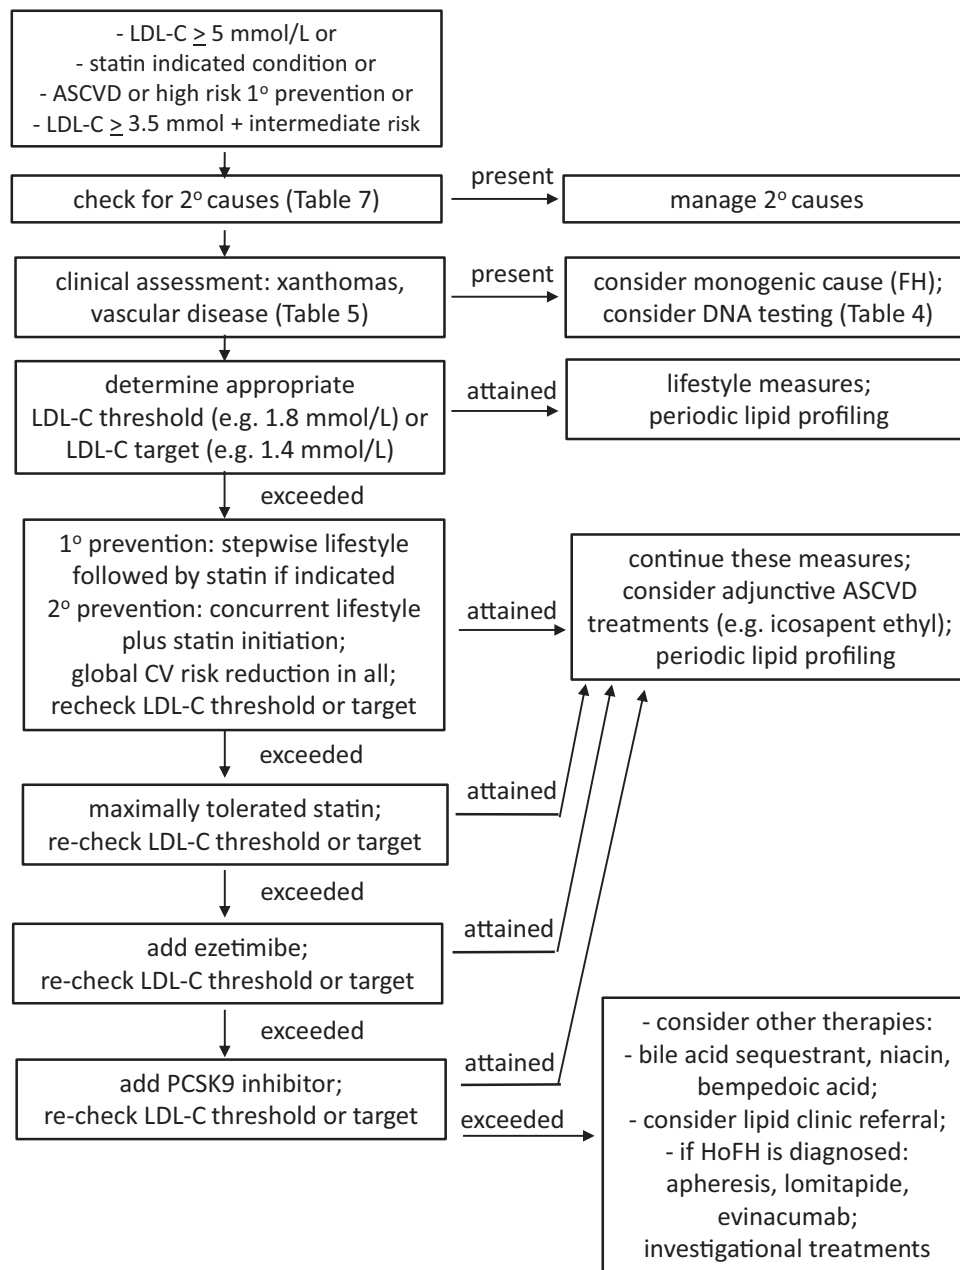 - LDL-C ≥ 5 mmol/L or
- statin indicated condition or
- ASCVD or high risk 1º prevention or
- LDL-C ≥ 3.5 mmol + intermediate risk
check for 2º causes (Table 7)
present
manage 2º causes
clinical assessment: xanthomas,
vascular disease (Table 5)
present
consider monogenic cause (FH);
consider DNA testing (Table 4)
determine appropriate
LDL-C threshold (e.g. 1.8 mmol/L) or
LDL-C target (e.g. 1.4 mmol/L)
attained
lifestyle measures;
periodic lipid profiling
exceeded
1º prevention: stepwise lifestyle
followed by statin if indicated
2º prevention: concurrent lifestyle
plus statin initiation;
global CV risk reduction in all;
recheck LDL-C threshold or target
attained
continue these measures;
consider adjunctive ASCVD
treatments (e.g. icosapent ethyl);
periodic lipid profiling
exceeded
maximally tolerated statin;
re-check LDL-C threshold or target
attained
exceeded
add ezetimibe;
re-check LDL-C threshold or target
attained
exceeded
add PCSK9 inhibitor;
re-check LDL-C threshold or target
attained
exceeded
- consider other therapies:
- bile acid sequestrant, niacin,
bempedoic acid;
- consider lipid clinic referral;
- if HoFH is diagnosed:
apheresis, lomitapide,
evinacumab;
investigational treatments